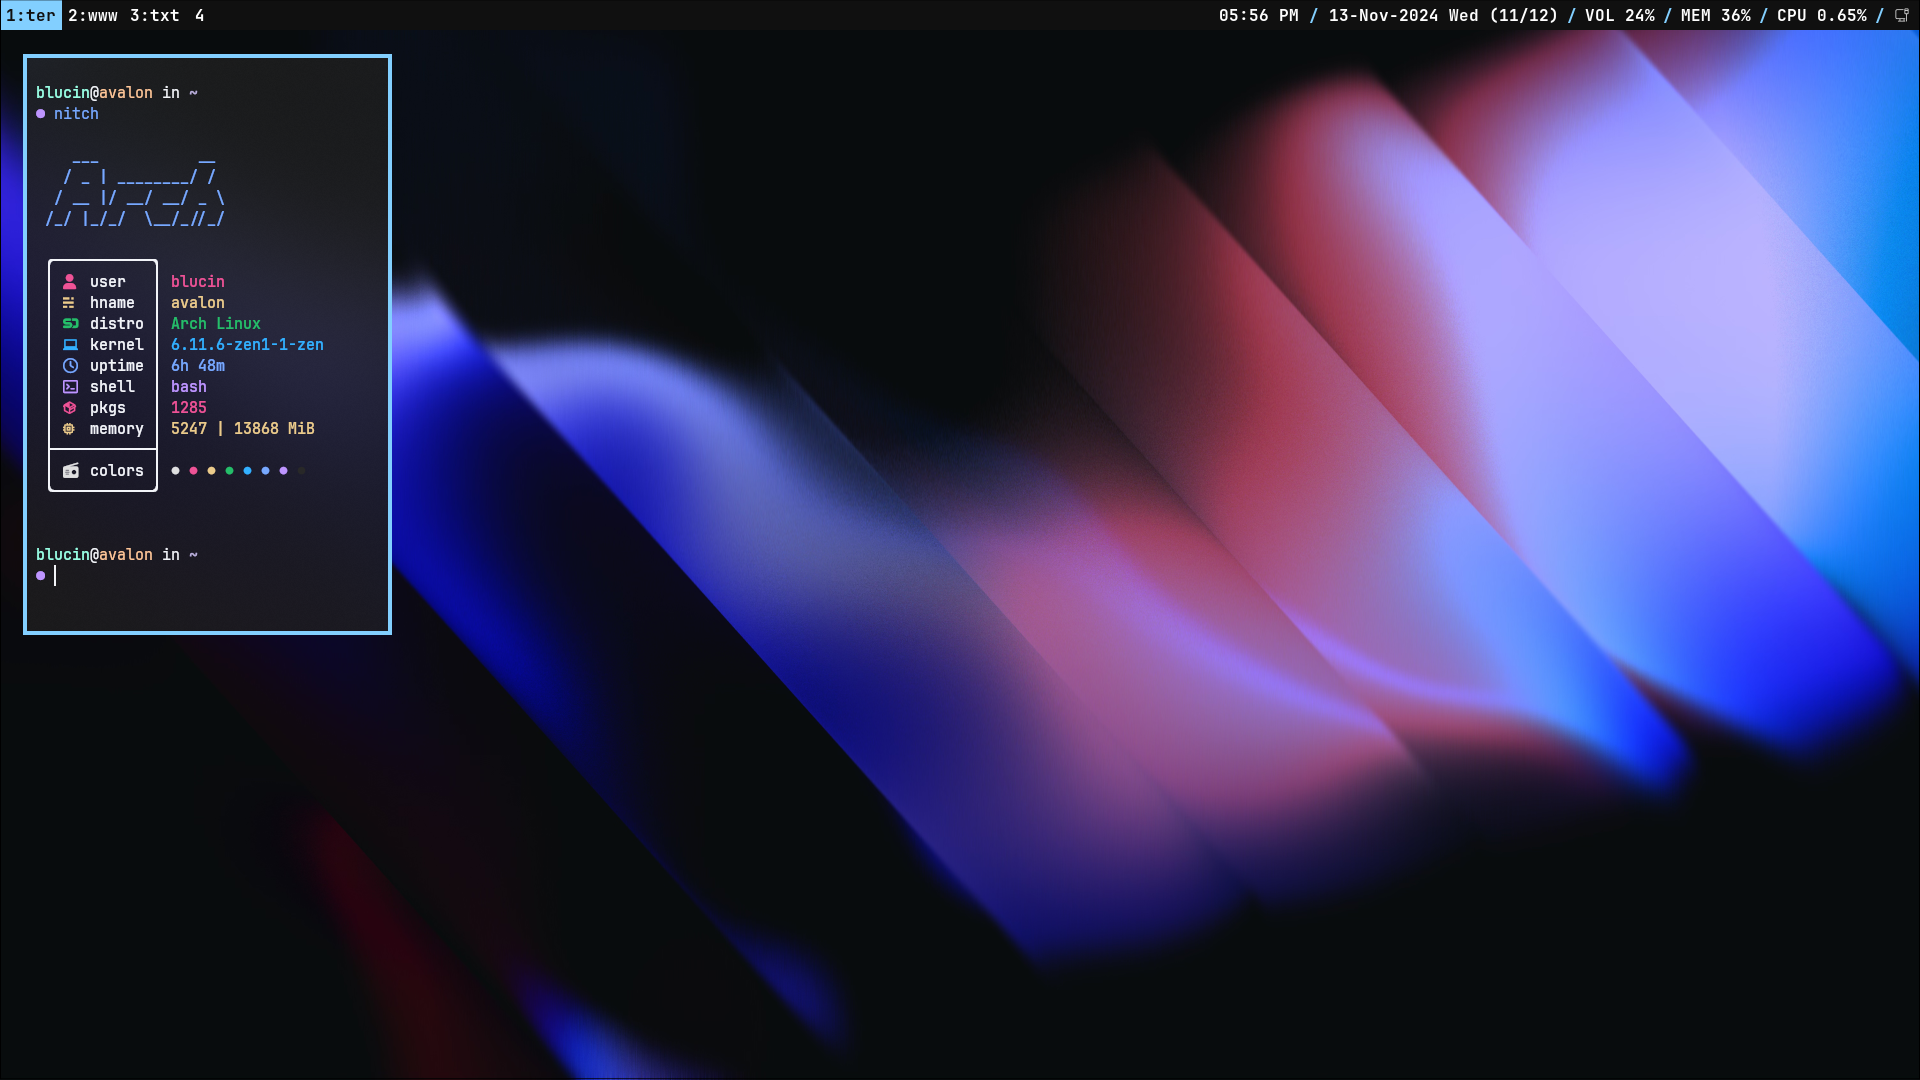 1:ter 2:www 3:txt 4
05:56 PM / 13-Nov-2024 Wed (11/12) / VOL 24% / MEM 36% / CPU 0.65% /
blucin@avalon in ~
● nitch
Arch
user blucin
hname avalon
distro Arch Linux
kernel 6.11.6-zen1-1-zen
uptime 6h 48m
shell bash
pkgs 1285
memory 5247 | 13868 MiB
colors
blucin@avalon in ~
●